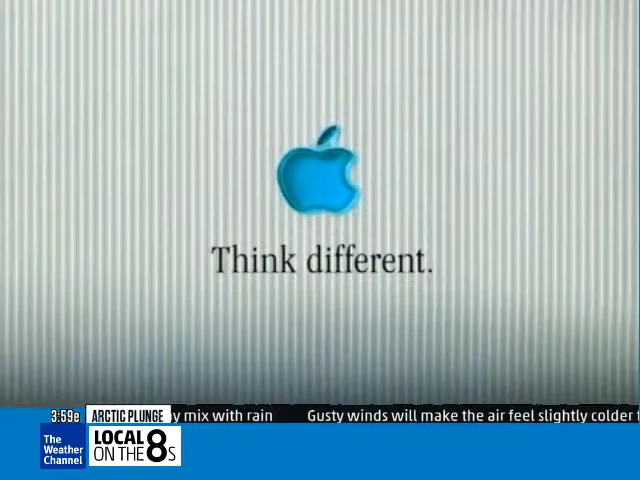 Think different.
3:59e ARCTIC PLUNGE y mix with rain Gusty winds will make the air feel slightly colder
The
Weather
Channel
LOCAL
ON THE 8s